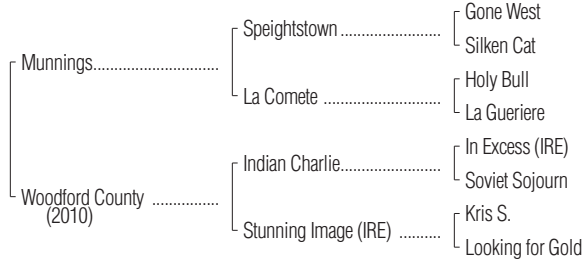 Gone West
Speightstown
Silken Cat
Munnings
Holy Bull
La Comete
La Gueriere
In Excess (IRE)
Indian Charlie
Soviet Sojourn
Woodford County
(2010)
Kris S.
Stunning Image (IRE)
Looking for Gold